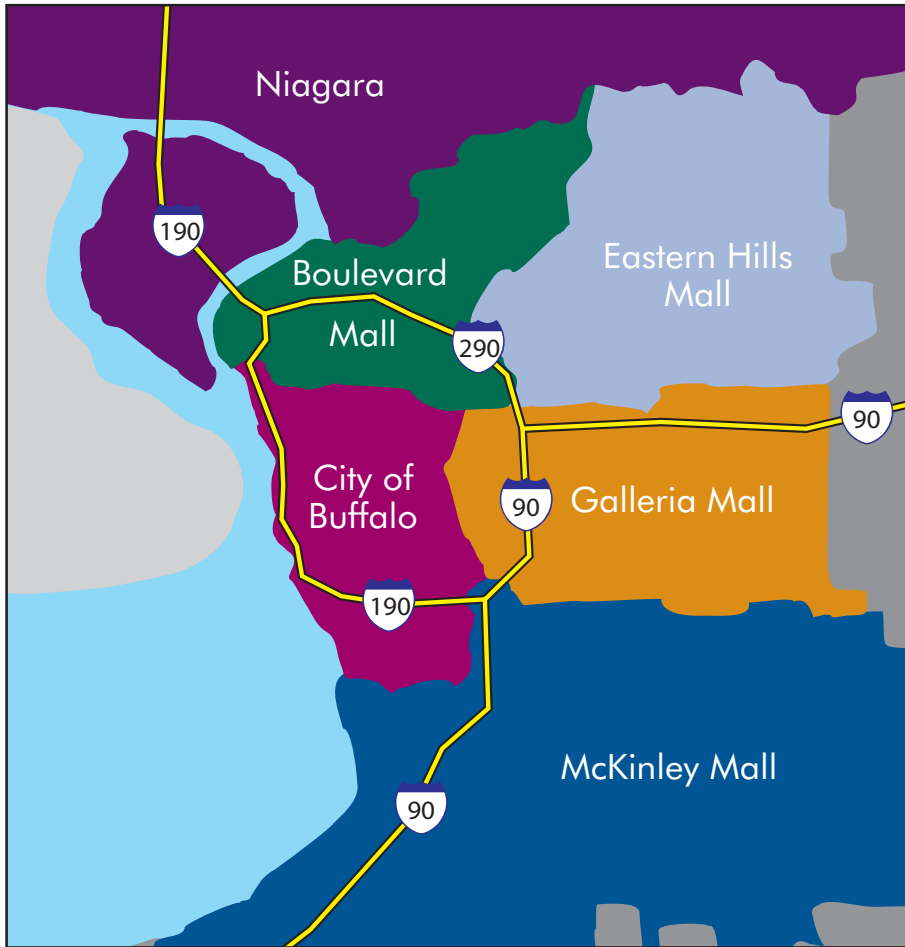 Niagara
190
Boulevard
Mall
Eastern Hills
Mall
290
90
City of
Buffalo
90
Galleria Mall
190
McKinley Mall
90